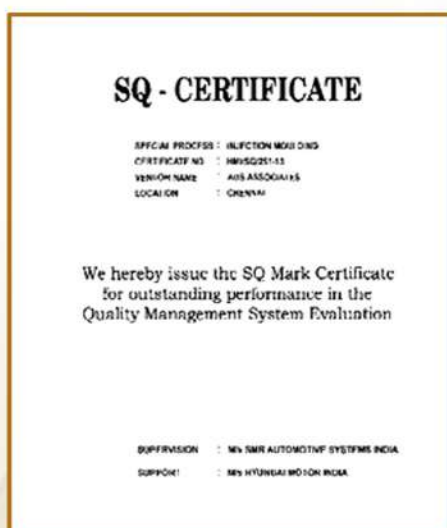 SQ - CERTIFICATE
SPECIAL PROCESS : INJECTION MOULDING
CERTIFICATE NO :
VENDOR NAME : ASSOCIATES
LOCATION : CHENNAI
We hereby issue the SQ Mark Certificate
for outstanding performance in the
Quality Management System Evaluation
SUPERVISION : M/s SMR AUTOMOTIVE SYSTEMS INDIA
SUPPORT : M/s HYUNDAI MOTOR INDIA